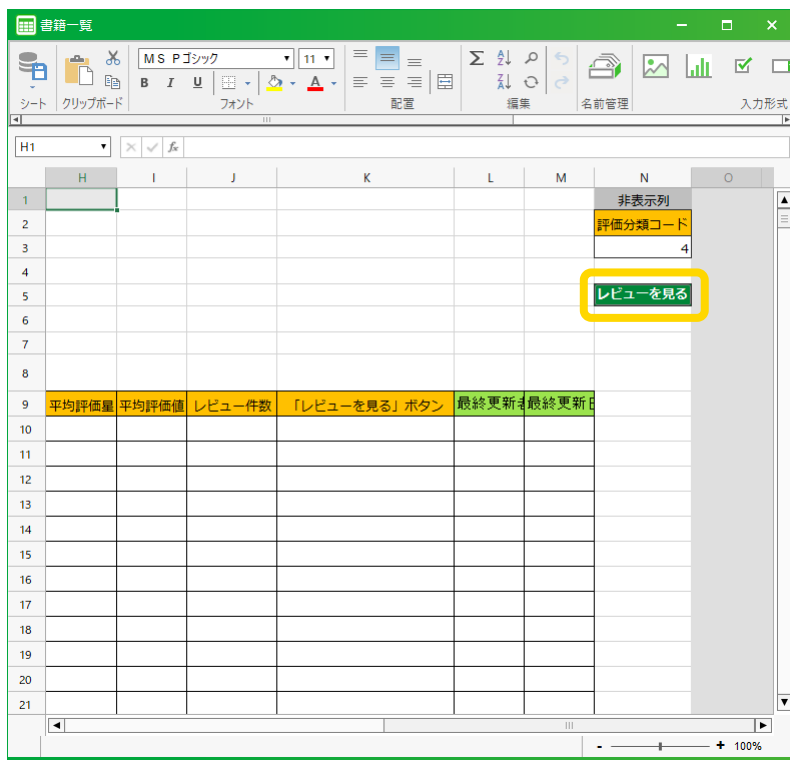 書籍一覧
MS Pゴシック 11
B I U A
シート クリップボード フォント 配置 編集 名前管理 入力形式
H1 fx
H I J K L M N O
1 非表示列
2 評価分類コード
3 4
4
5 レビューを見る
6
7
8
9 平均評価星 平均評価値 レビュー件数 「レビューを見る」ボタン 最終更新者 最終更新日
10
11
12
13
14
15
16
17
18
19
20
21
- + 100%